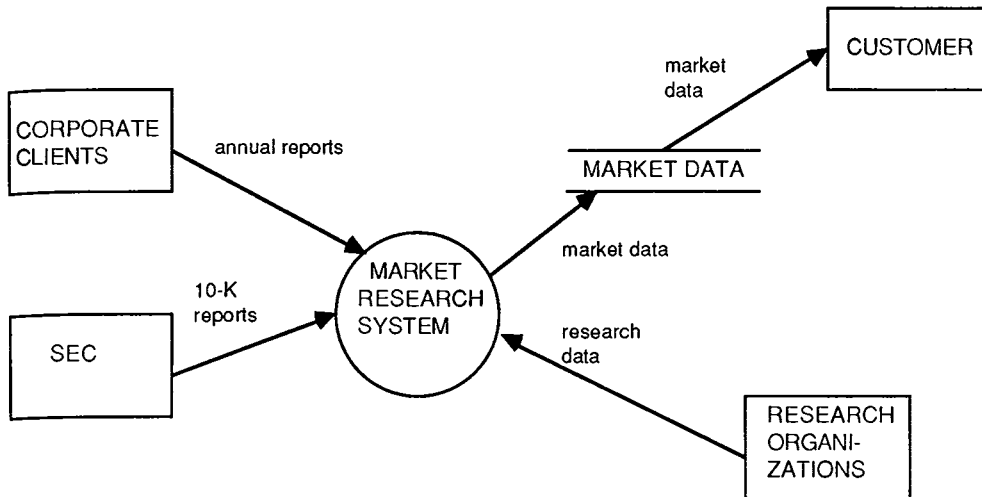 CUSTOMER
market
data
CORPORATE
CLIENTS
annual reports
MARKET DATA
market data
MARKET
RESEARCH
SYSTEM
10-K
reports
SEC
research
data
RESEARCH
ORGANI-
ZATIONS